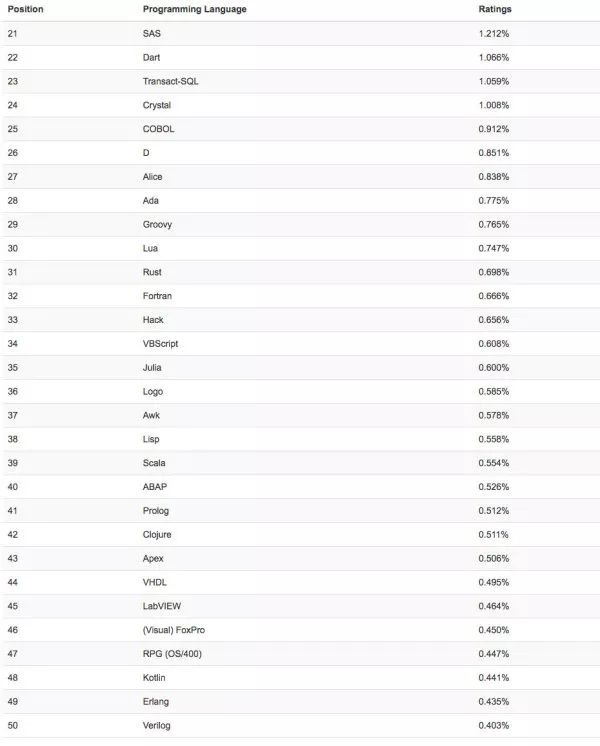 Position Programming Language Ratings
21 SAS 1.212%
22 Dart 1.066%
23 Transact-SQL 1.059%
24 Crystal 1.008%
25 COBOL 0.912%
26 D 0.851%
27 Alice 0.838%
28 Ada 0.775%
29 Groovy 0.765%
30 Lua 0.747%
31 Rust 0.698%
32 Fortran 0.666%
33 Hack 0.656%
34 VBScript 0.608%
35 Julia 0.600%
36 Logo 0.585%
37 Awk 0.578%
38 Lisp 0.558%
39 Scala 0.554%
40 ABAP 0.526%
41 Prolog 0.512%
42 Clojure 0.511%
43 Apex 0.506%
44 VHDL 0.495%
45 LabVIEW 0.464%
46 (Visual) FoxPro 0.450%
47 RPG (OS/400) 0.447%
48 Kotlin 0.441%
49 Erlang 0.435%
50 Verilog 0.403%